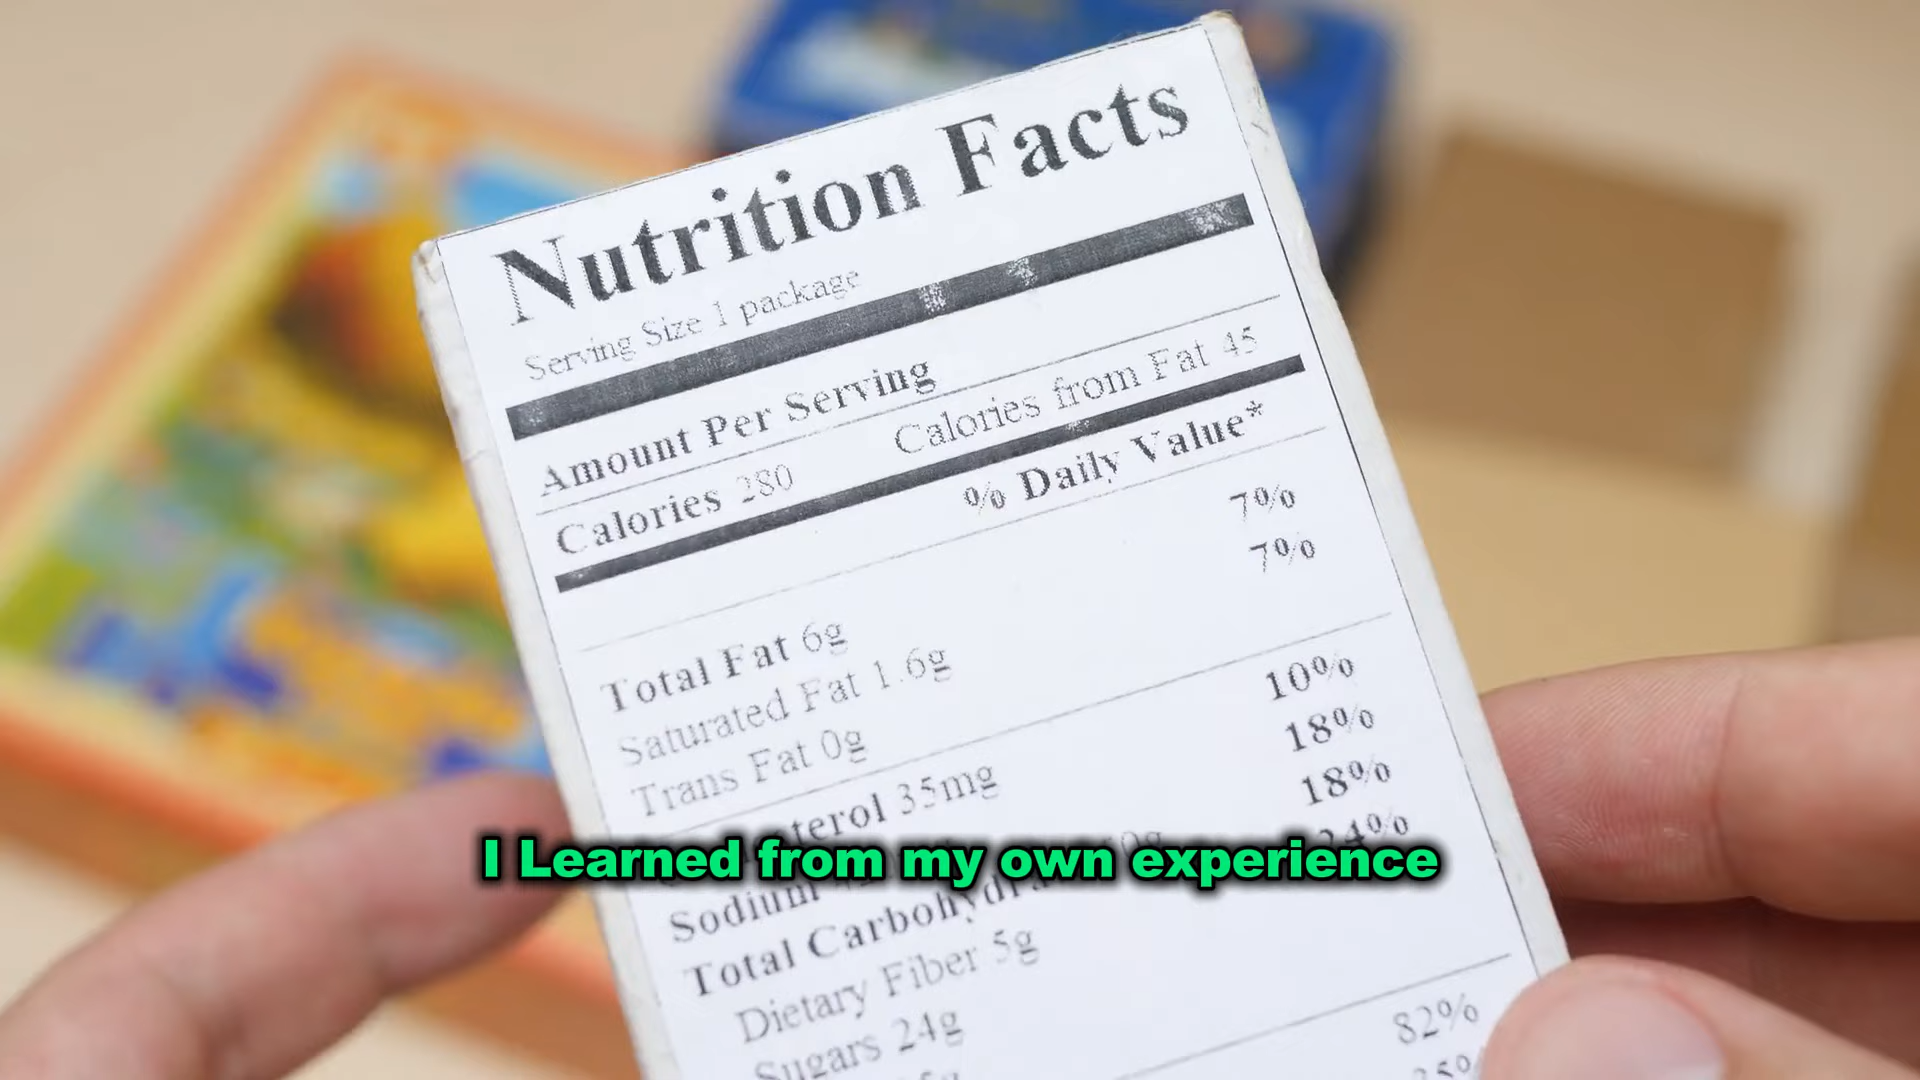 Nutrition Facts
Serving Size 1 package
Amount Per Serving
Calories 280 Calories from Fat 45
% Daily Value*
7%
7%
Total Fat 6g
Saturated Fat 1.6g
Trans Fat 0g
10%
35mg
18%
18%
24%
I Learned from my own experience
Sodium
Total
Dietary Fiber 5g
Sugars 24g
82%